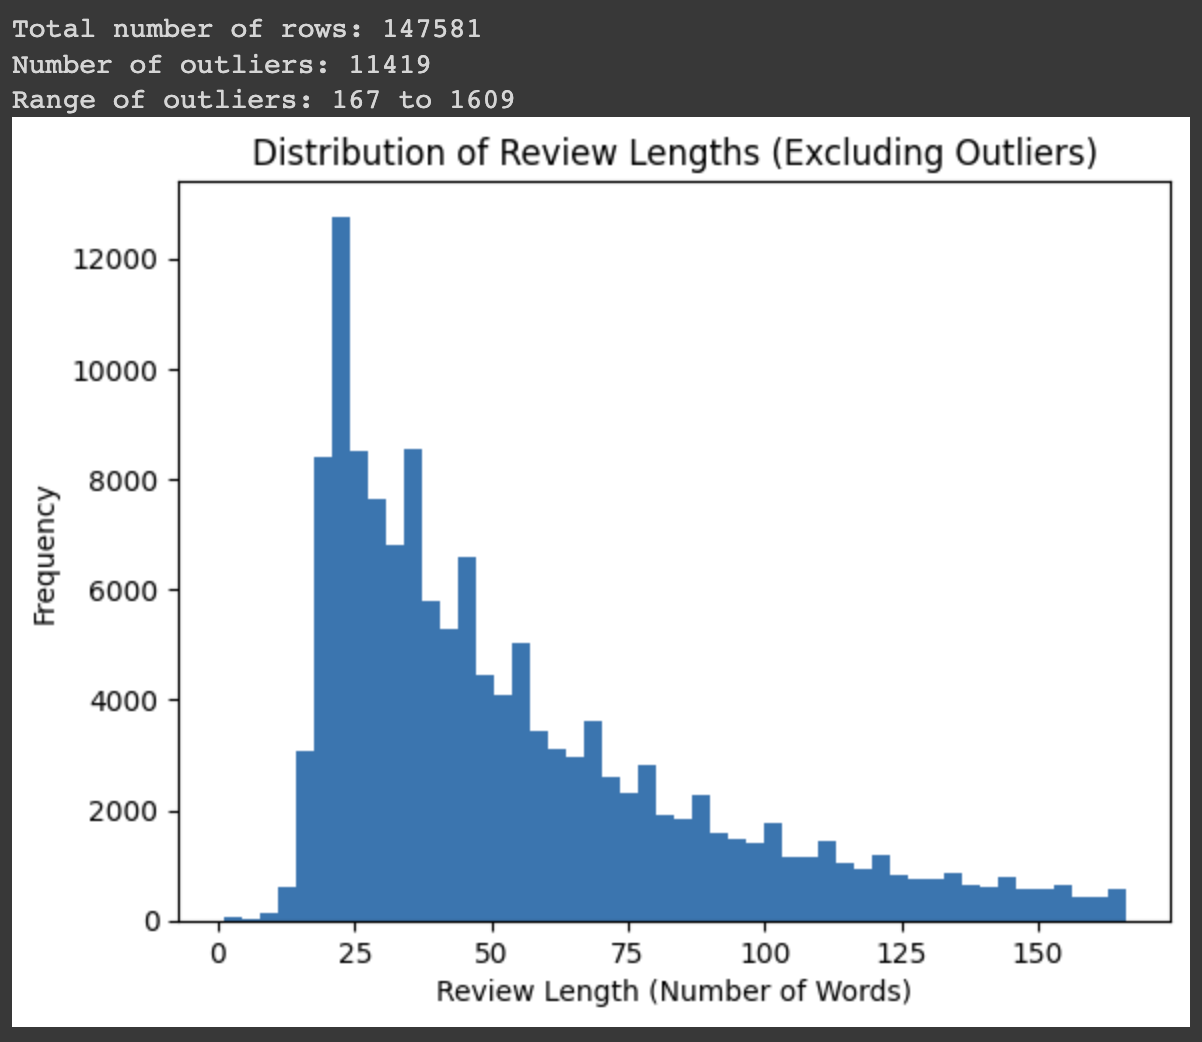 Total number of rows: 147581
Number of outliers: 11419
Range of outliers: 167 to 1609
Distribution of Review Lengths (Excluding Outliers)
12000
10000
8000
6000
4000
2000
0
Frequency
0 25 50 75 100 125 150
Review Length (Number of Words)